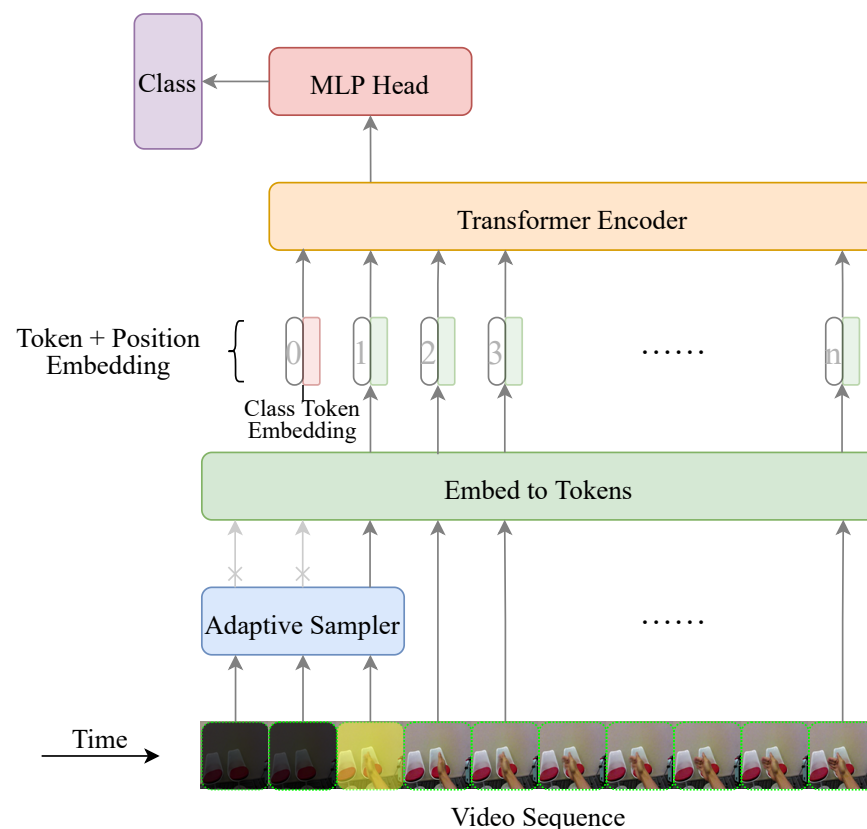 Class
MLP Head
Transformer Encoder
Token + Position
Embedding
0
1
2
3
......
n
Class Token
Embedding
Embed to Tokens
Adaptive Sampler
......
Time
Video Sequence